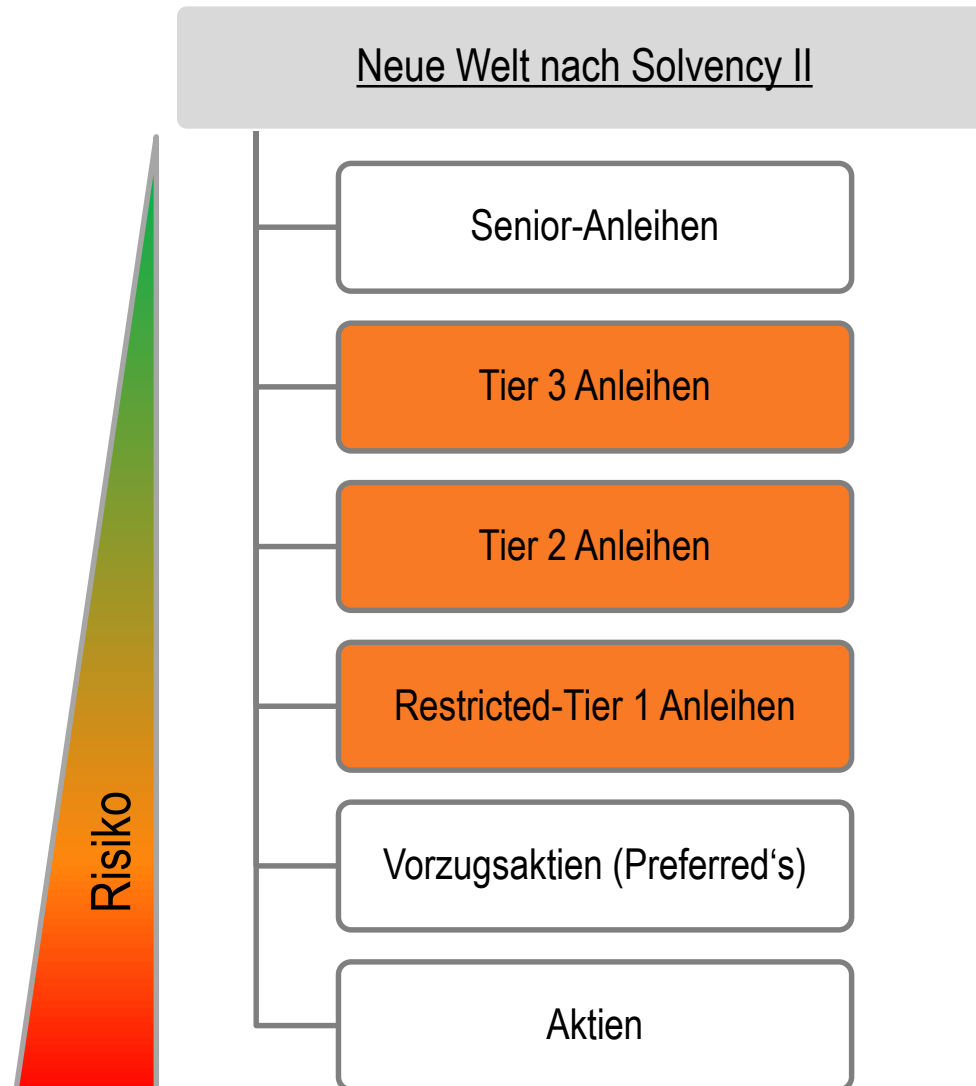 Neue Welt nach Solvency II
Senior-Anleihen
Tier 3 Anleihen
Tier 2 Anleihen
Restricted-Tier 1 Anleihen
Vorzugsaktien (Preferred‘s)
Aktien
Risiko